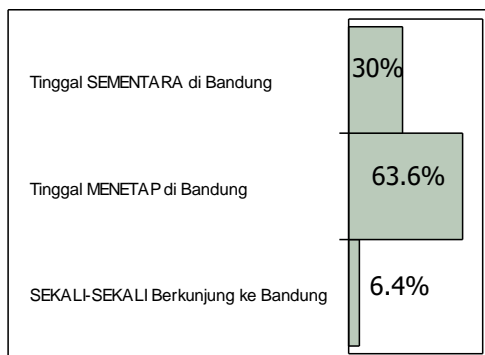 Tinggal SEMENTARA di Bandung
30%
Tinggal MENETAP di Bandung
63.6%
SEKALI-SEKALI Berkunjung ke Bandung
6.4%